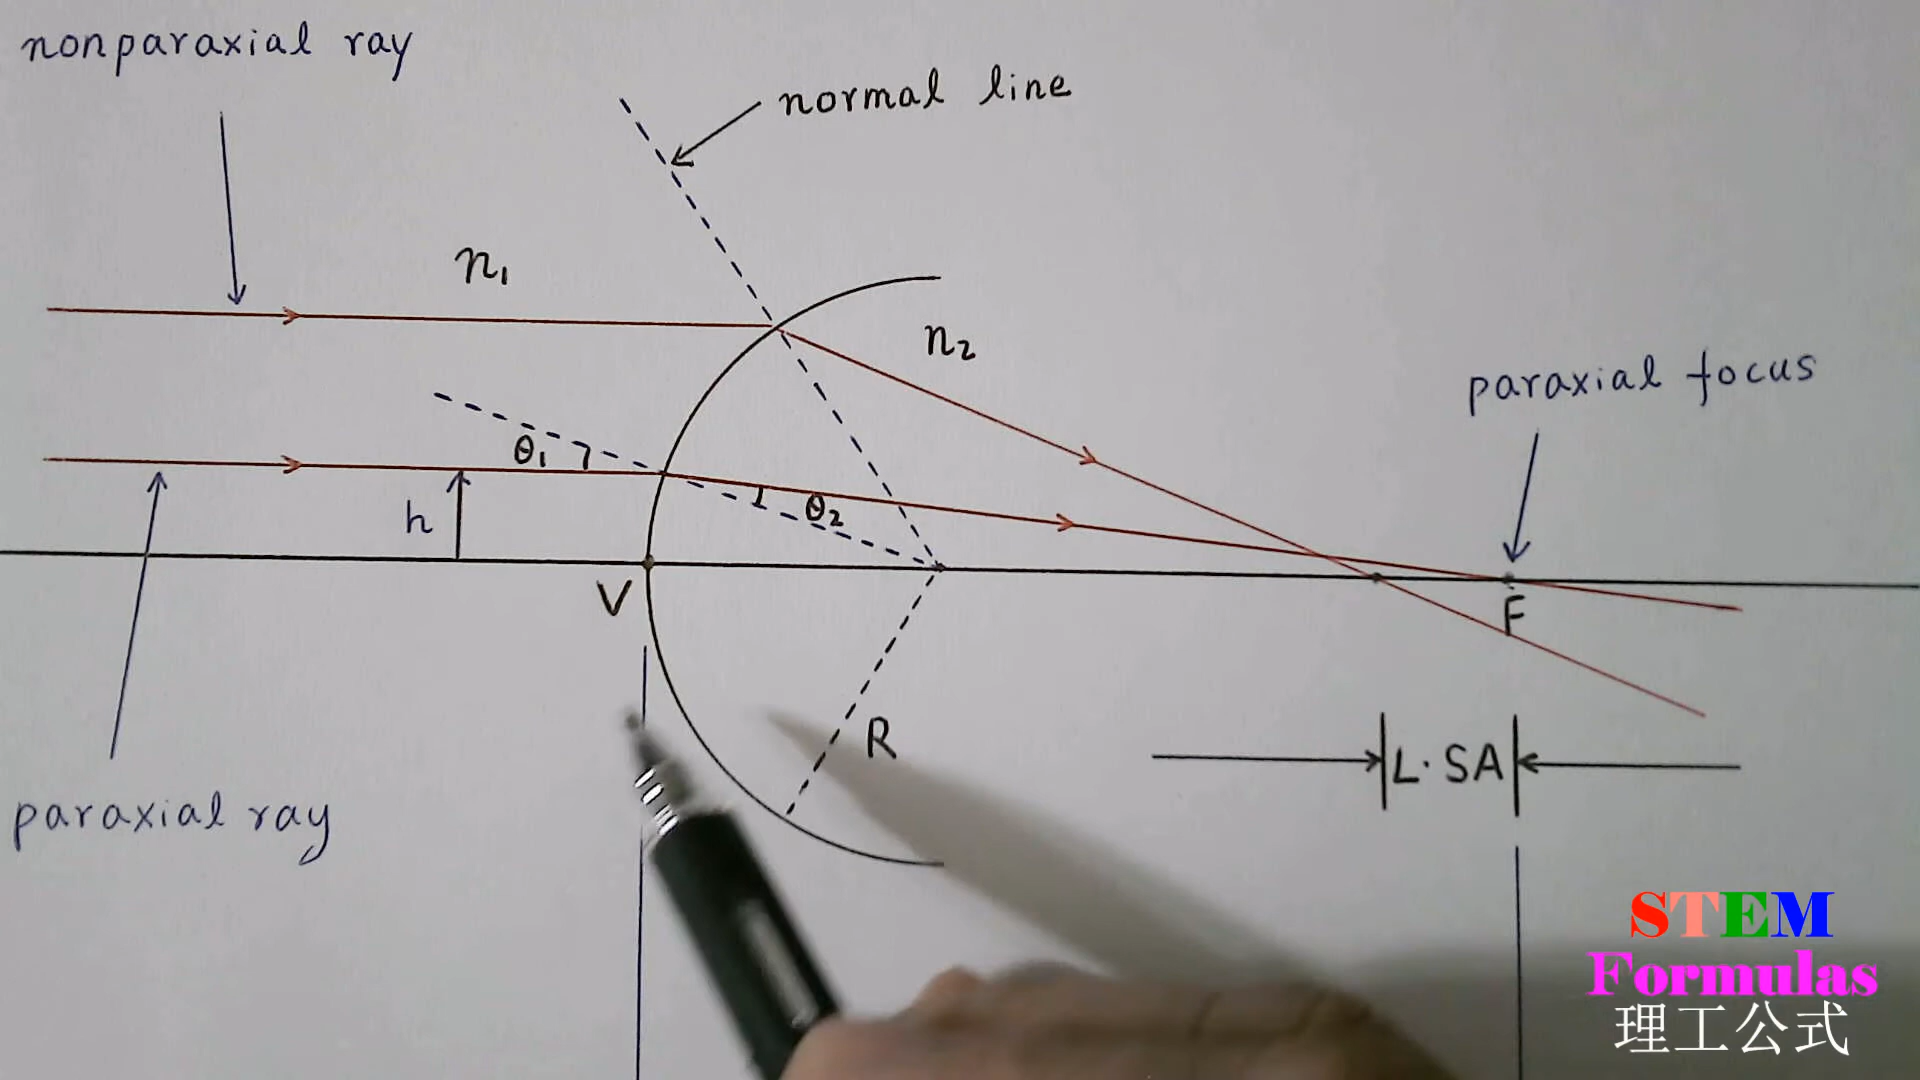 nonparaxial ray
normal line
n₁
n₂
paraxial focus
θ₁
θ₂
h
V
F
R
L·SA
paraxial ray
STEM
Formulas
理工公式